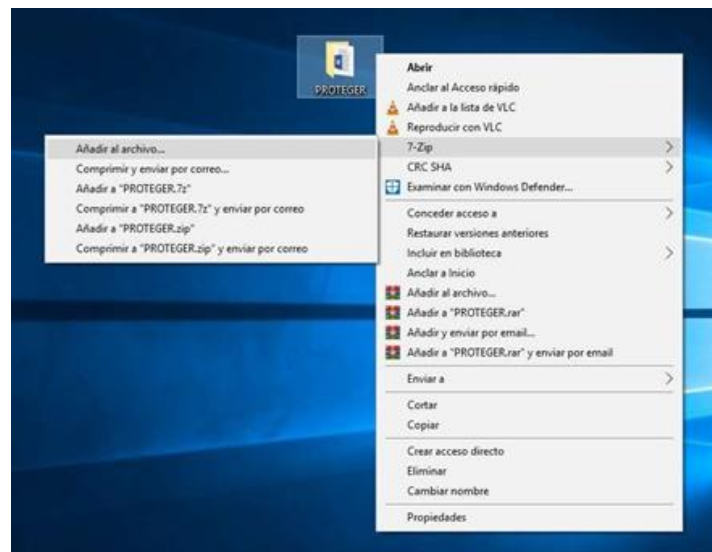 PROTEGER
Abrir
Anclar al Acceso rápido
Añadir a la lista de VLC
Reproducir con VLC
7-Zip
CRC SHA
Examinar con Windows Defender...
Conceder acceso a
Restaurar versiones anteriores
Incluir en biblioteca
Anclar a Inicio
Añadir al archivo...
Añadir a "PROTEGER.rar"
Añadir y enviar por email...
Añadir a "PROTEGER.rar" y enviar por email
Enviar a
Cortar
Copiar
Crear acceso directo
Eliminar
Cambiar nombre
Propiedades
Añadir al archivo...
Comprimir y enviar por correo...
Añadir a "PROTEGER.7z"
Comprimir a "PROTEGER.7z" y enviar por correo
Añadir a "PROTEGER.zip"
Comprimir a "PROTEGER.zip" y enviar por correo